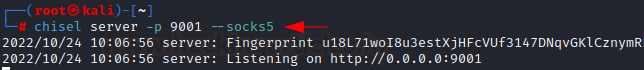 ┌──(root㉿kali)-[~]
└─# chisel server -p 9001 --socks5
2022/10/24 10:06:56 server: Fingerprint u18L71woI8u3estXjHFcVUf3147DNqvGKlCznymR
2022/10/24 10:06:56 server: Listening on http://0.0.0.0:9001